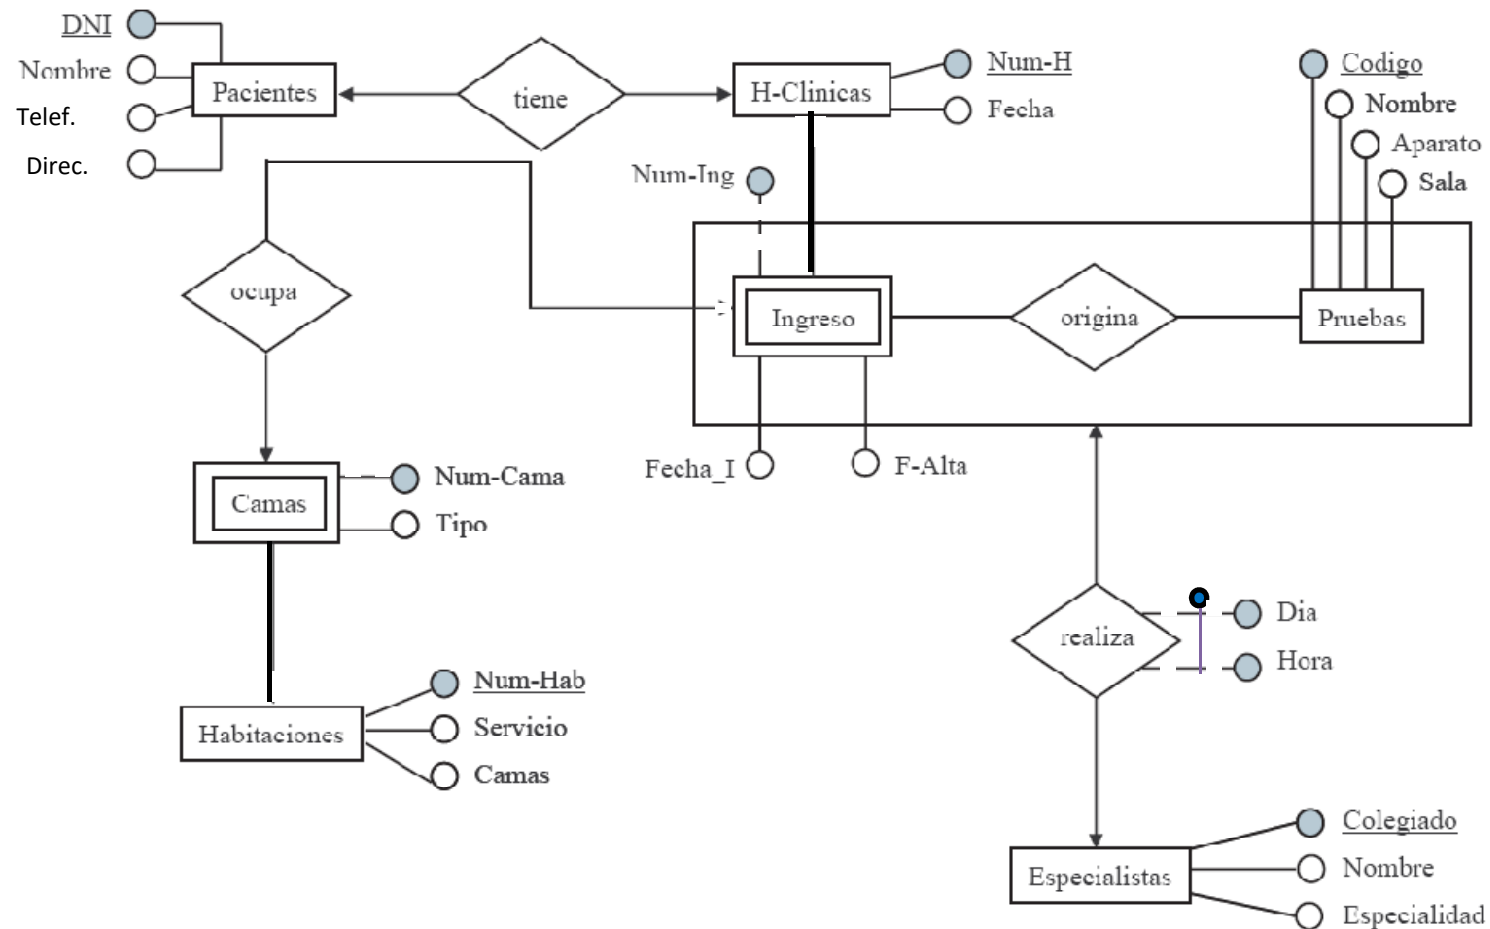 DNI
Nombre
Telef.
Direc.
Pacientes
tiene
H-Clinicas
Num-H
Fecha
Codigo
Nombre
Aparato
Sala
Num-Ing
ocupa
Ingreso
origina
Pruebas
Fecha_I
F-Alta
Camas
Num-Cama
Tipo
realiza
Dia
Hora
Habitaciones
Num-Hab
Servicio
Camas
Especialistas
Colegiado
Nombre
Especialidad